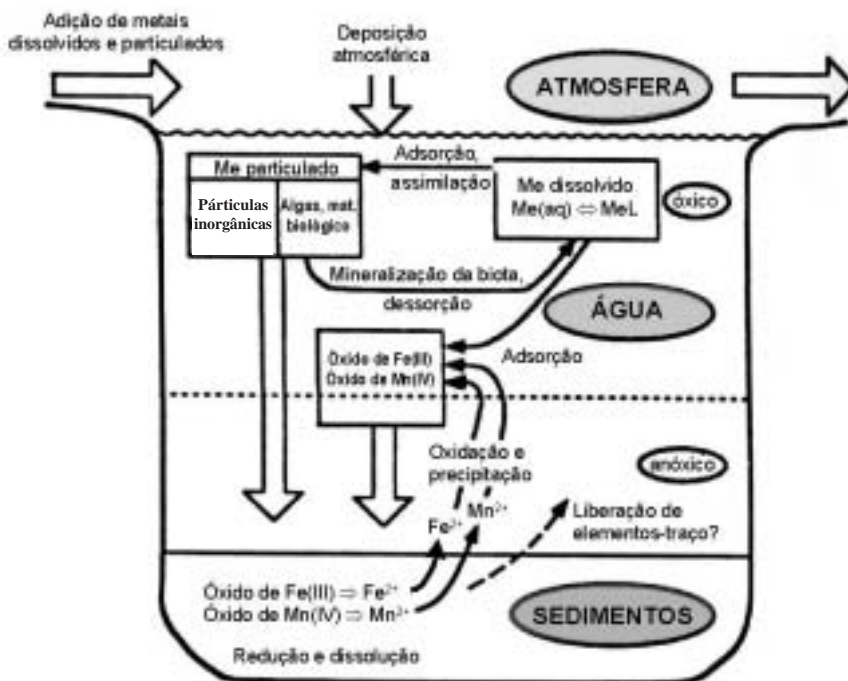 Adição de metais
dissolvidos e particulados
Deposição
atmosférica
ATMOSFERA
Me particulado
Párticulas
inorgânicas
Algas, mat.
biológico
Adsorção,
assimilação
Me dissolvido
Me(aq) ⇔ MeL
óxico
Mineralização da biota,
dessorção
ÁGUA
Óxido de Fe(III)
Óxido de Mn(IV)
Adsorção
Oxidação e
precipitação
anóxico
Fe²⁺
Mn²⁺
Liberação de
elementos-traço?
Óxido de Fe(III) ⇒ Fe²⁺
Óxido de Mn(IV) ⇒ Mn²⁺
SEDIMENTOS
Redução e dissolução